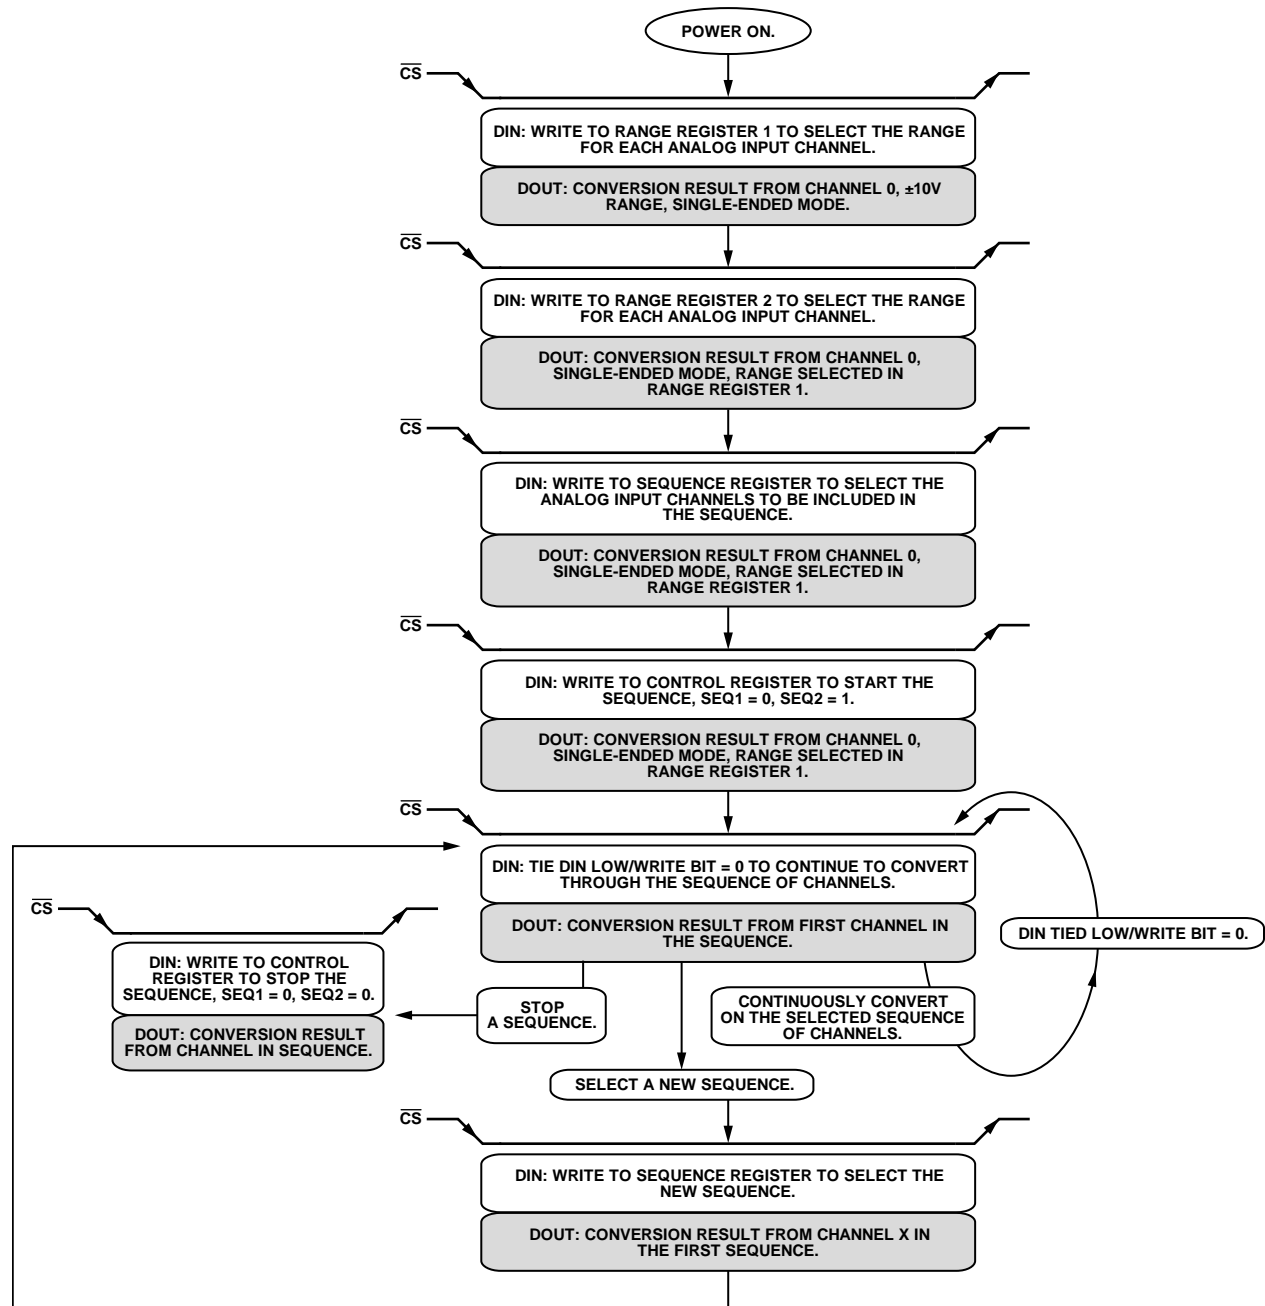 POWER ON.
CS
DIN: WRITE TO RANGE REGISTER 1 TO SELECT THE RANGE
FOR EACH ANALOG INPUT CHANNEL.
DOUT: CONVERSION RESULT FROM CHANNEL 0, ±10V
RANGE, SINGLE-ENDED MODE.
CS
DIN: WRITE TO RANGE REGISTER 2 TO SELECT THE RANGE
FOR EACH ANALOG INPUT CHANNEL.
DOUT: CONVERSION RESULT FROM CHANNEL 0,
SINGLE-ENDED MODE, RANGE SELECTED IN
RANGE REGISTER 1.
CS
DIN: WRITE TO SEQUENCE REGISTER TO SELECT THE
ANALOG INPUT CHANNELS TO BE INCLUDED IN
THE SEQUENCE.
DOUT: CONVERSION RESULT FROM CHANNEL 0,
SINGLE-ENDED MODE, RANGE SELECTED IN
RANGE REGISTER 1.
CS
DIN: WRITE TO CONTROL REGISTER TO START THE
SEQUENCE, SEQ1 = 0, SEQ2 = 1.
DOUT: CONVERSION RESULT FROM CHANNEL 0,
SINGLE-ENDED MODE, RANGE SELECTED IN
RANGE REGISTER 1.
CS
DIN: TIE DIN LOW/WRITE BIT = 0 TO CONTINUE TO CONVERT
THROUGH THE SEQUENCE OF CHANNELS.
DOUT: CONVERSION RESULT FROM FIRST CHANNEL IN
THE SEQUENCE.
DIN TIED LOW/WRITE BIT = 0.
CS
DIN: WRITE TO CONTROL
REGISTER TO STOP THE
SEQUENCE, SEQ1 = 0, SEQ2 = 0.
DOUT: CONVERSION RESULT
FROM CHANNEL IN SEQUENCE.
STOP
A SEQUENCE.
CONTINUOUSLY CONVERT
ON THE SELECTED SEQUENCE
OF CHANNELS.
SELECT A NEW SEQUENCE.
CS
DIN: WRITE TO SEQUENCE REGISTER TO SELECT THE
NEW SEQUENCE.
DOUT: CONVERSION RESULT FROM CHANNEL X IN
THE FIRST SEQUENCE.